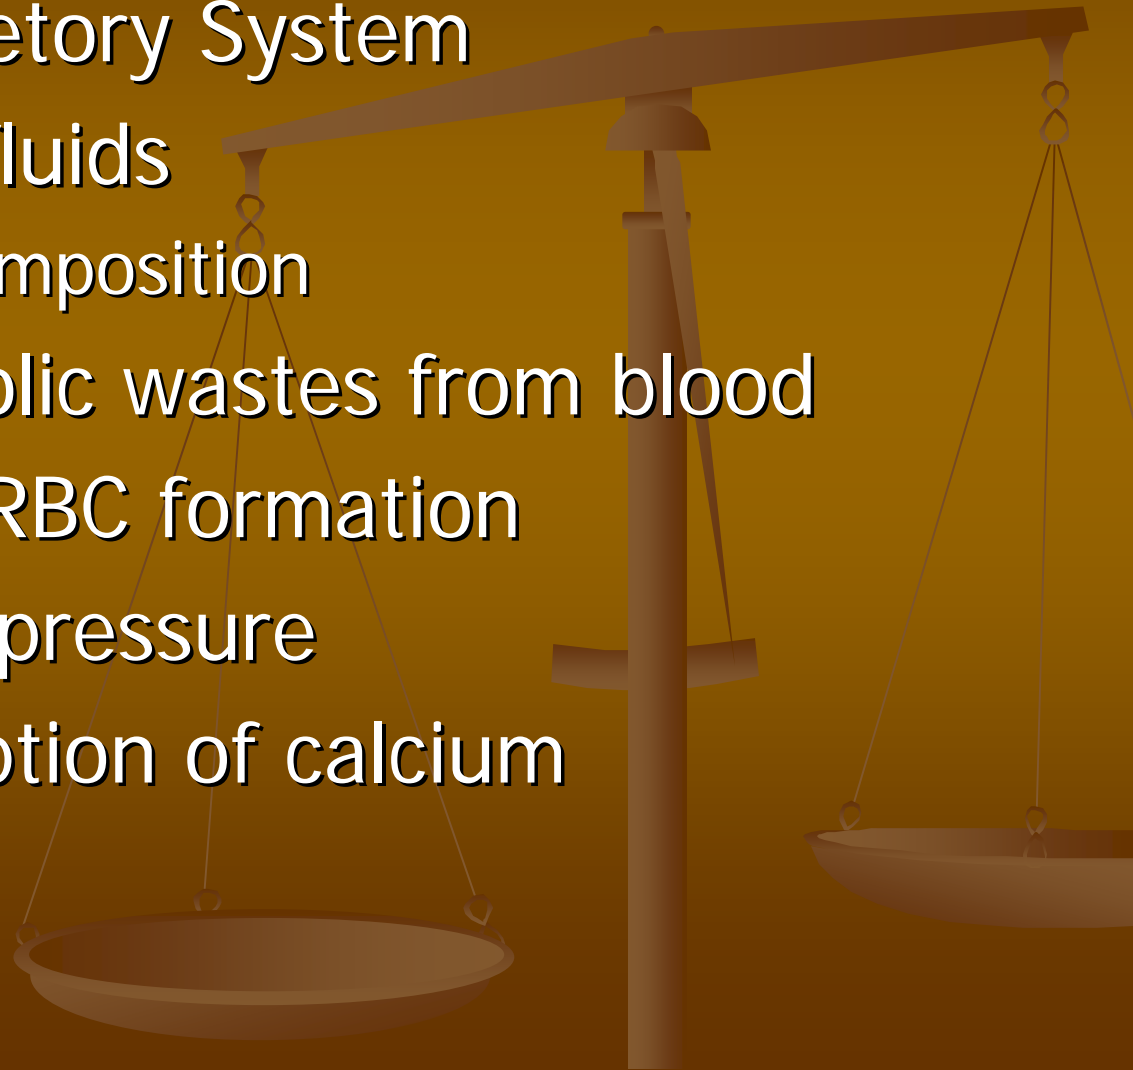 etory System
luids
mposition
olic wastes from blood
RBC formation
pressure
otion of calcium